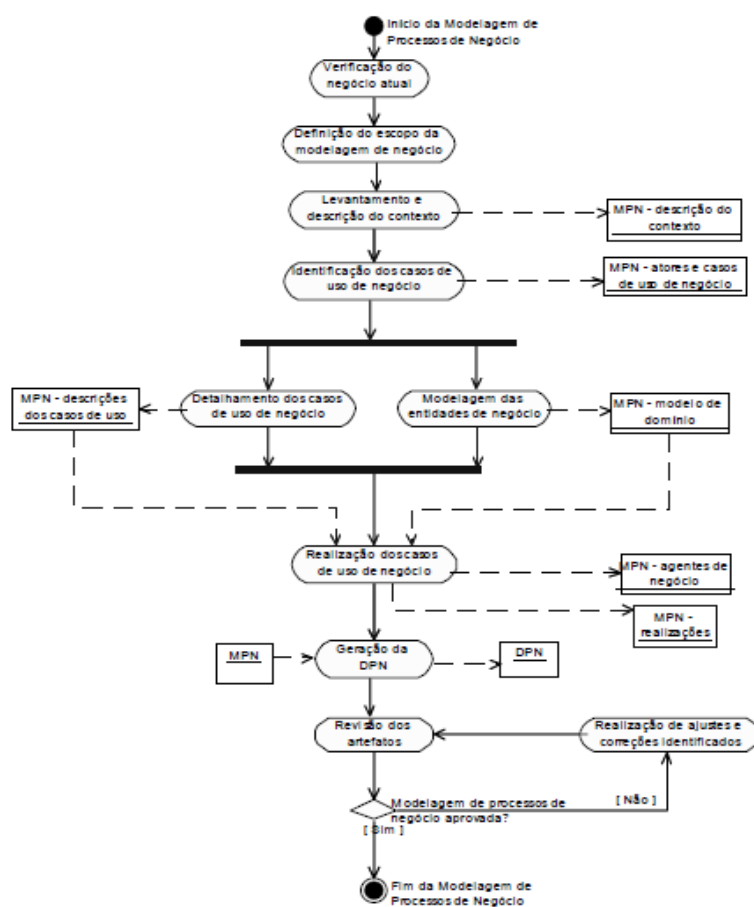 Início da Modelagem de
Processos de Negócio
Verificação do
negócio atual
Definição do escopo da
modelagem de negócio
Levantamento e
descrição do contexto
MPN - descrição do
contexto
Identificação dos casos de
uso de negócio
MPN - atores e casos
de uso de negócio
MPN - descrições
dos casos de uso
Detalhamento dos casos
de uso de negócio
Modelagem das
entidades de negócio
MPN - modelo de
domínio
Realização dos casos
de uso de negócio
MPN - agentes de
negócio
MPN -
realizações
MPN
Geração da
DPN
DPN
Revisão dos
artefatos
Realização de ajustes e
correções identificados
Modelagem de processos de
negócio aprovada?
[ Não ]
[ Sim ]
Fim da Modelagem de
Processos de Negócio